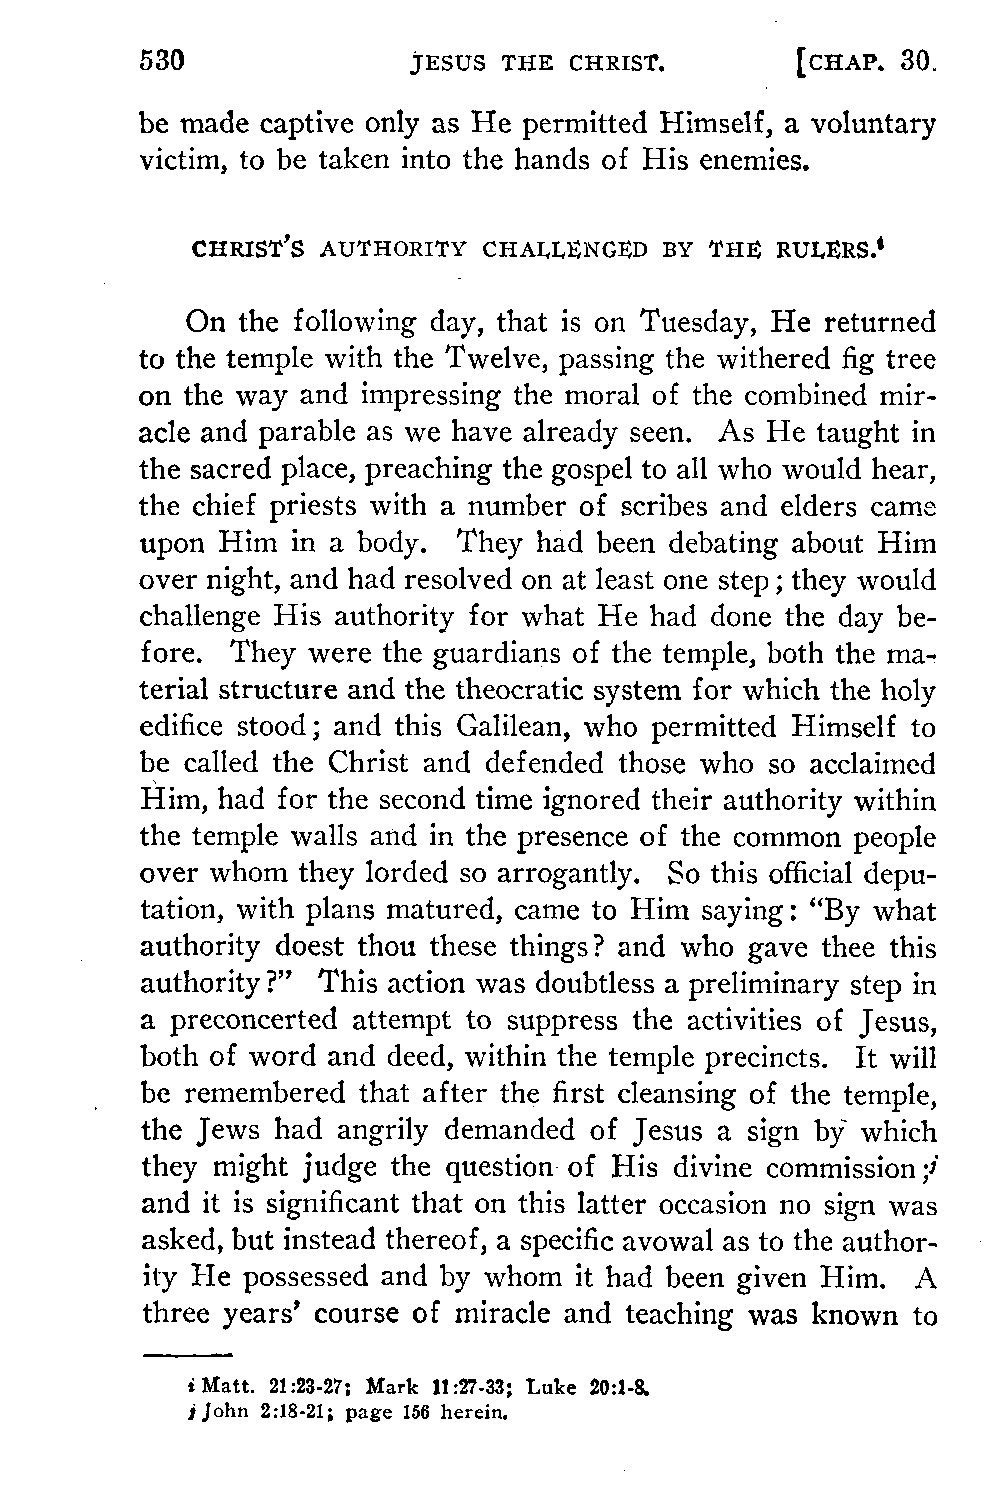 530 JESUS THE CHRIST. [CHAP. 30.
be made captive only as He permitted Himself, a voluntary
victim, to be taken into the hands of His enemies.
CHRIST'S AUTHORITY CHALLENGED BY THE RULERS.i
On the following day, that is on Tuesday, He returned
to the temple with the Twelve, passing the withered fig tree
on the way and impressing the moral of the combined mir-
acle and parable as we have already seen. As He taught in
the sacred place, preaching the gospel to all who would hear,
the chief priests with a number of scribes and elders came
upon Him in a body. They had been debating about Him
over night, and had resolved on at least one step; they would
challenge His authority for what He had done the day be-
fore. They were the guardians of the temple, both the ma-
terial structure and the theocratic system for which the holy
edifice stood; and this Galilean, who permitted Himself to
be called the Christ and defended those who so acclaimed
Him, had for the second time ignored their authority within
the temple walls and in the presence of the common people
over whom they lorded so arrogantly. So this official depu-
tation, with plans matured, came to Him saying: "By what
authority doest thou these things? and who gave thee this
authority?" This action was doubtless a preliminary step in
a preconcerted attempt to suppress the activities of Jesus,
both of word and deed, within the temple precincts. It will
be remembered that after the first cleansing of the temple,
the Jews had angrily demanded of Jesus a sign by which
they might judge the question of His divine commission;j
and it is significant that on this latter occasion no sign was
asked, but instead thereof, a specific avowal as to the author-
ity He possessed and by whom it had been given Him. A
three years' course of miracle and teaching was known to
i Matt. 21:23-27; Mark 11:27-33; Luke 20:1-8.
j John 2:18-21; page 156 herein.